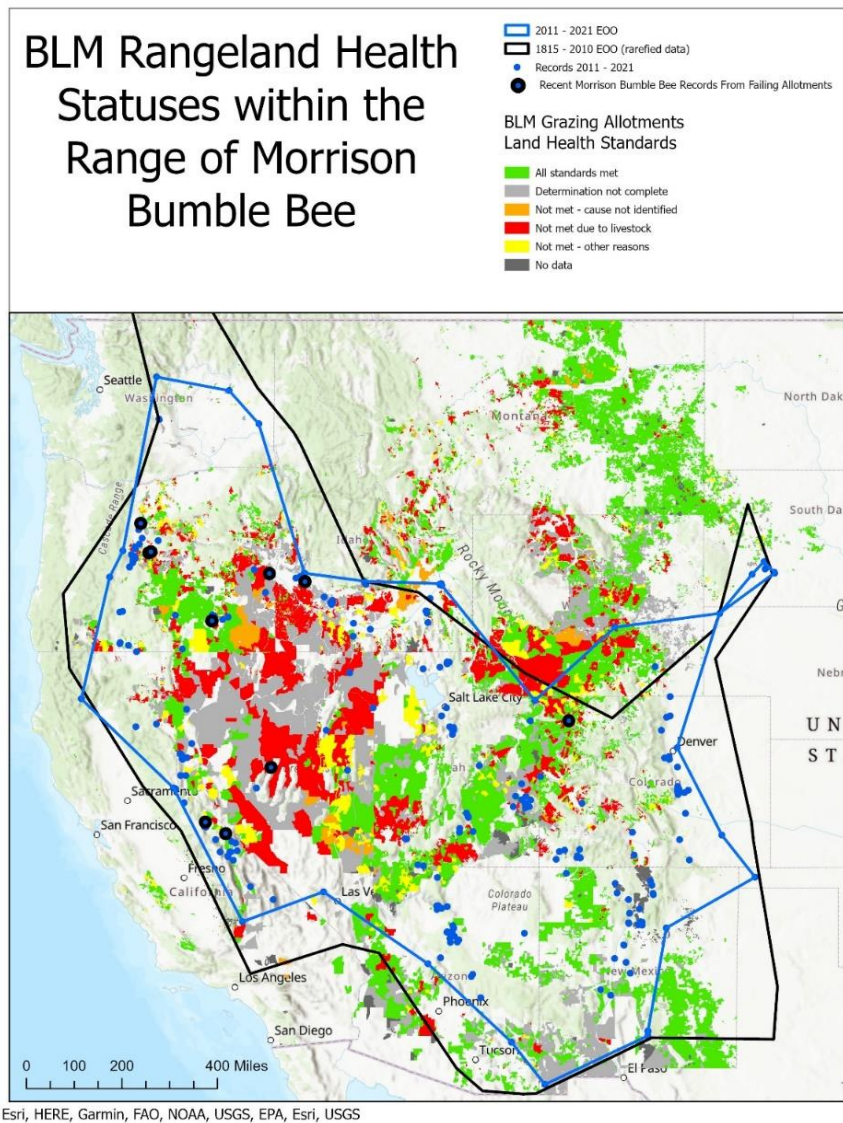 BLM Rangeland Health
Statuses within the
Range of Morrison
Bumble Bee
2011 - 2021 EOO
1815 - 2010 EOO (rarefied data)
Records 2011 - 2021
Recent Morrison Bumble Bee Records From Failing Allotments
BLM Grazing Allotments
Land Health Standards
All standards met
Determination not complete
Not met - cause not identified
Not met due to livestock
Not met - other reasons
No data
Seattle
Washington
North Dak
Montana
Cascade Range
South Da
Idaho
Rocky Moun
Nebr
Salt Lake City
UN
ST
Denver
Colorado
Sacramento
San Francisco
Fresno
California
Las Ve
Colorado
Plateau
Los Angeles
Arizona
New Mexico
Phoenix
San Diego
Tucson
El Paso
0 100 200 400 Miles
Esri, HERE, Garmin, FAO, NOAA, USGS, EPA, Esri, USGS